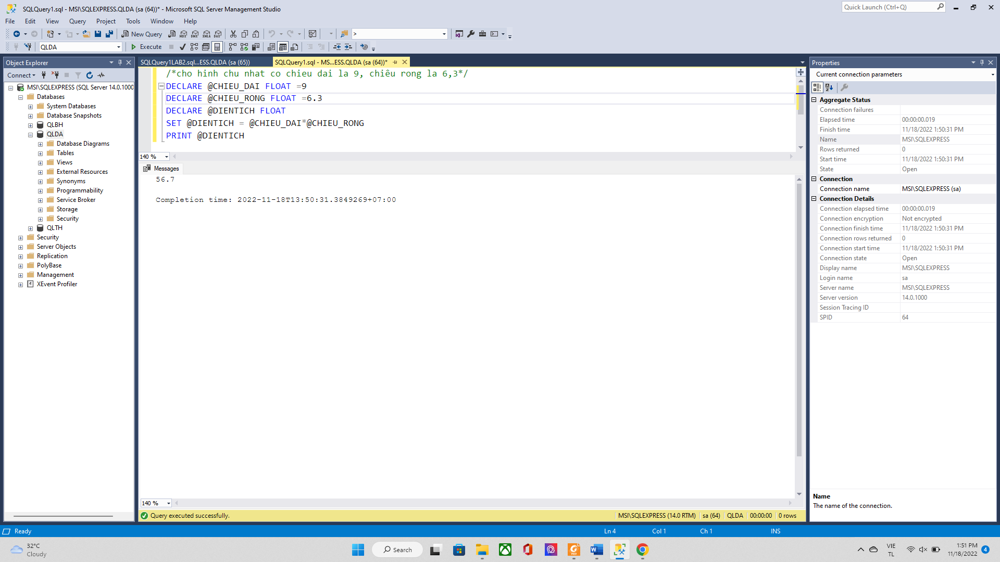 SQLQuery1.sql - MSI\SQLEXPRESS.QLDA (sa (64))* - Microsoft SQL Server Management Studio
Quick Launch (Ctrl+Q)
File Edit View Query Project Tools Window Help
New Query
MDX DMX XMLA DAX
>
QLDA
Execute
Object Explorer
Connect
MSI\SQLEXPRESS (SQL Server 14.0.1000
Databases
System Databases
Database Snapshots
QLBH
QLDA
Database Diagrams
Tables
Views
External Resources
Synonyms
Programmability
Service Broker
Storage
Security
QLTH
Security
Server Objects
Replication
PolyBase
Management
XEvent Profiler
SQLQuery1LAB2.sql...ESS.QLDA (sa (65))
SQLQuery1.sql - MS...ESS.QLDA (sa (64))*
/*cho hinh chu nhat co chieu dai la 9, chiêu rong la 6,3*/
DECLARE @CHIEU_DAI FLOAT =9
DECLARE @CHIEU_RONG FLOAT =6.3
DECLARE @DIENTICH FLOAT
SET @DIENTICH = @CHIEU_DAI*@CHIEU_RONG
PRINT @DIENTICH
140 %
Messages
56.7
Completion time: 2022-11-18T13:50:31.3849269+07:00
140 %
Query executed successfully.
MSI\SQLEXPRESS (14.0 RTM) sa (64) QLDA 00:00:00 0 rows
Properties
Current connection parameters
Aggregate Status
Connection failures
Elapsed time 00:00:00.019
Finish time 11/18/2022 1:50:31 PM
Name MSI\SQLEXPRESS
Rows returned 0
Start time 11/18/2022 1:50:31 PM
State Open
Connection
Connection name MSI\SQLEXPRESS (sa)
Connection Details
Connection elapsed time 00:00:00.019
Connection encryption Not encrypted
Connection finish time 11/18/2022 1:50:31 PM
Connection rows returned 0
Connection start time 11/18/2022 1:50:31 PM
Connection state Open
Display name MSI\SQLEXPRESS
Login name sa
Server name MSI\SQLEXPRESS
Server version 14.0.1000
Session Tracing ID
SPID 64
Name
The name of the connection.
Ready
Ln 4 Col 1 Ch 1 INS
32°C
Cloudy
Search
VIE
TL
1:51 PM
11/18/2022
4